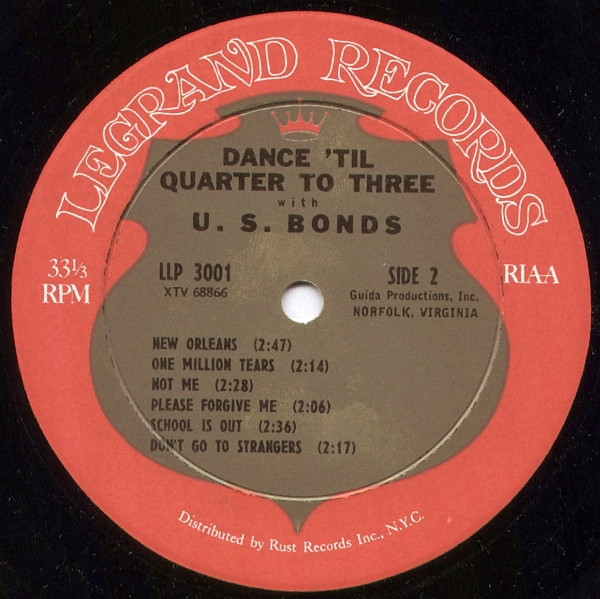 LEGRAND RECORDS
DANCE 'TIL
QUARTER TO THREE
with
U. S. BONDS
LLP 3001
XTV 68866
SIDE 2
Guida Productions, Inc.
NORFOLK, VIRGINIA
33⅓
RPM
RIAA
NEW ORLEANS (2:47)
ONE MILLION TEARS (2:14)
NOT ME (2:28)
PLEASE FORGIVE ME (2:06)
SCHOOL IS OUT (2:36)
DON'T GO TO STRANGERS (2:17)
Distributed by Rust Records Inc., N.Y.C.